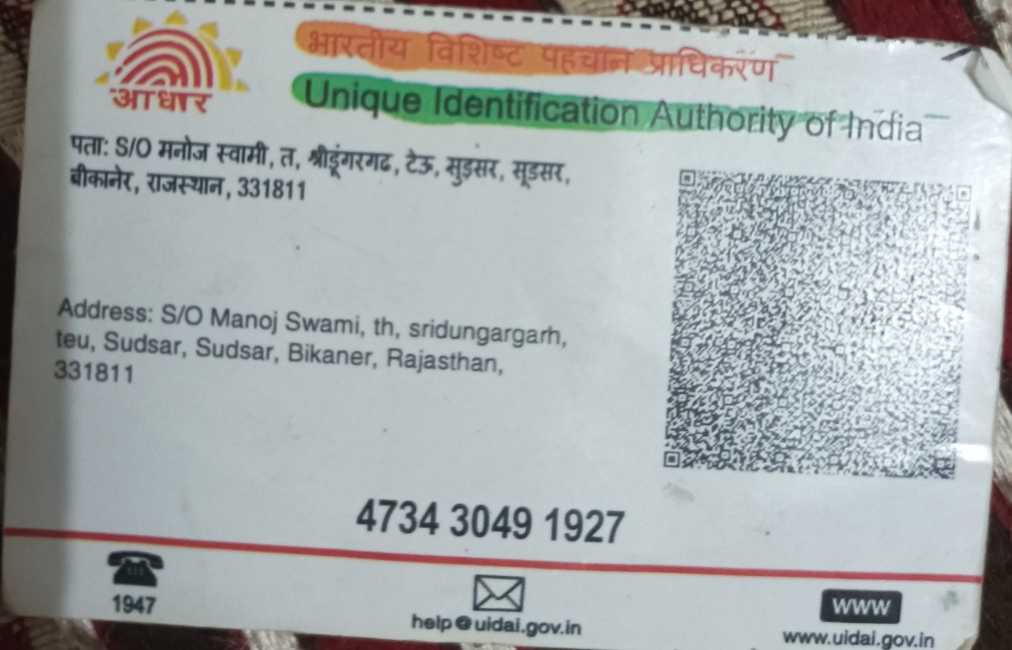 भारतीय विशिष्ट पहचान प्राधिकरण
आधार
Unique Identification Authority of India
पता: S/O मनोज स्वामी, त, श्रीडूंगरगढ, टेऊ, सुडसर, सूडसर,
बीकानेर, राजस्थान, 331811
Address: S/O Manoj Swami, th, sridungargarh,
teu, Sudsar, Sudsar, Bikaner, Rajasthan,
331811
4734 3049 1927
1947
help@uidai.gov.in
WWW
www.uidai.gov.in